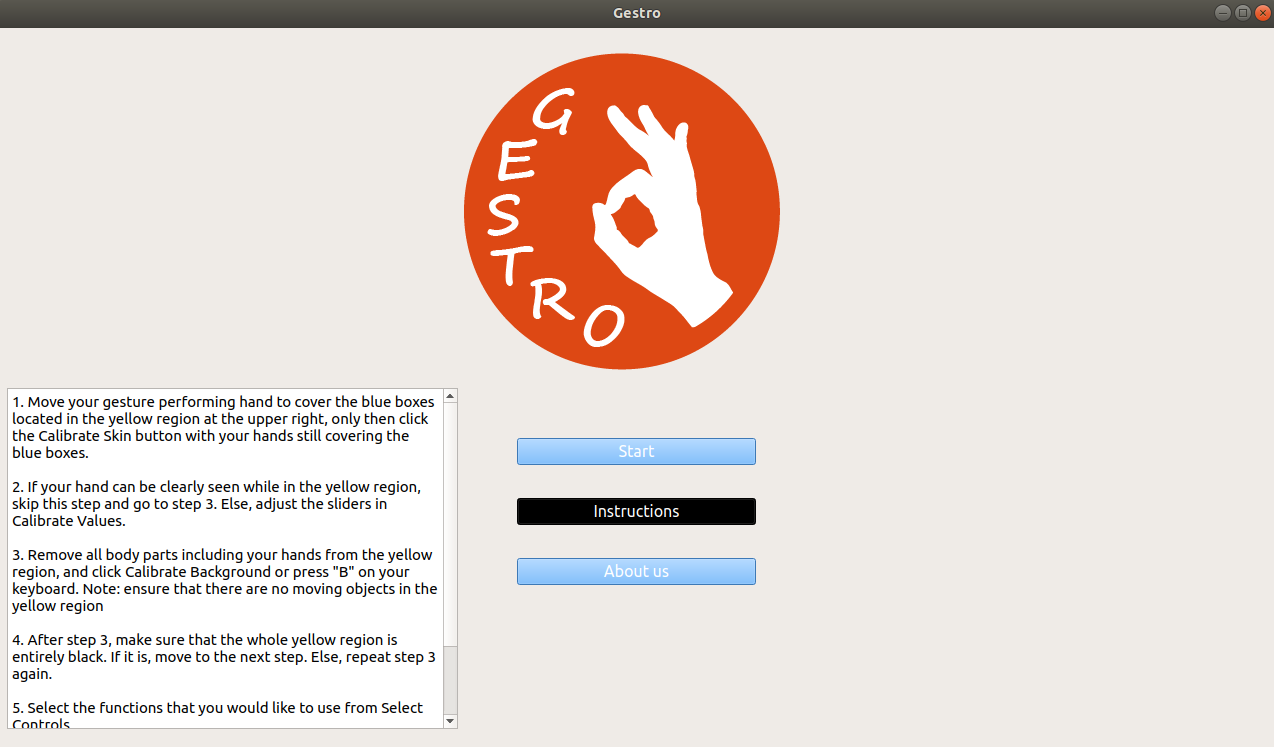 Gestro
GESTRO
1. Move your gesture performing hand to cover the blue boxes
located in the yellow region at the upper right, only then click
the Calibrate Skin button with your hands still covering the
blue boxes.
2. If your hand can be clearly seen while in the yellow region,
skip this step and go to step 3. Else, adjust the sliders in
Calibrate Values.
3. Remove all body parts including your hands from the yellow
region, and click Calibrate Background or press "B" on your
keyboard. Note: ensure that there are no moving objects in the
yellow region
4. After step 3, make sure that the whole yellow region is
entirely black. If it is, move to the next step. Else, repeat step 3
again.
5. Select the functions that you would like to use from Select
Controls
Start
Instructions
About us